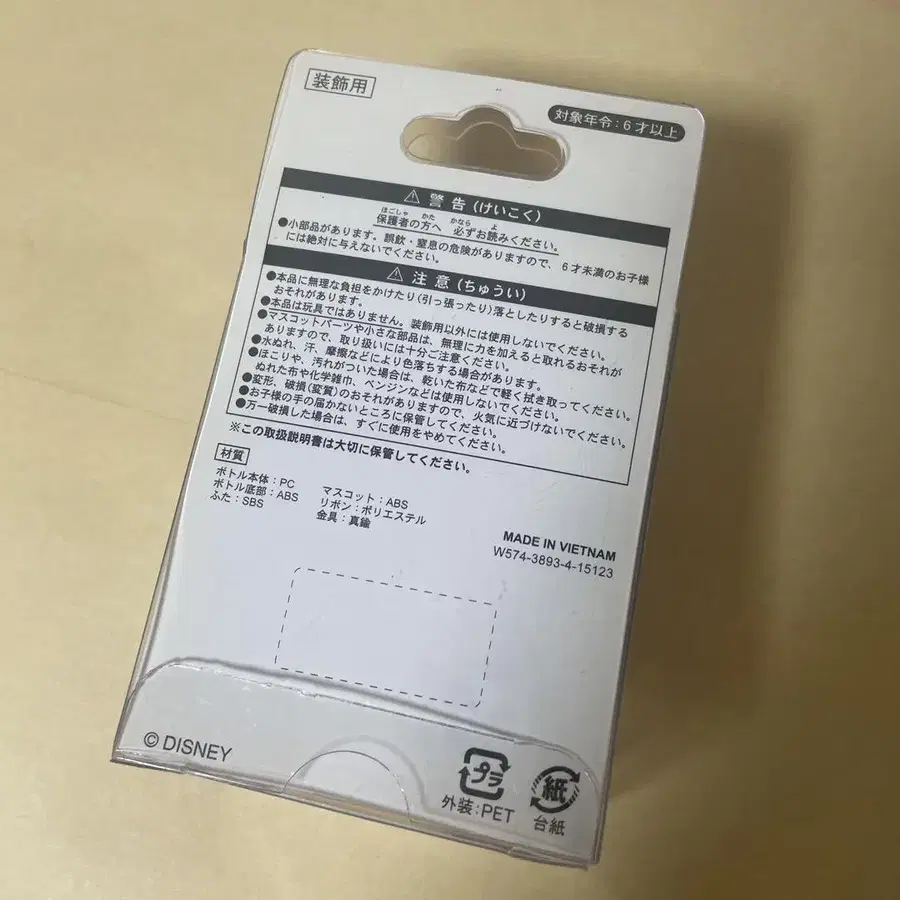 装飾用
対象年令:6才以上
⚠ 警告(けいこく)
ほごしゃ かた かなら よ
保護者の方へ 必ずお読みください。
●小部品があります。誤飲・窒息の危険がありますので、6才未満のお子様
には絶対に与えないでください。
⚠ 注意(ちゅうい)
●本品に無理な負担をかけたり(引っ張ったり)落としたりすると破損する
おそれがあります。
●本品は玩具ではありません。装飾用以外には使用しないでください。
●マスコットパーツや小さな部品は、無理に力を加えると取れるおそれが
ありますので、取り扱いには十分ご注意ください。
●水ぬれ、汗、摩擦などにより色落ちする場合があります。
●ほこりや、汚れがついた場合は、乾いた布などで軽く拭き取ってください。
ぬれた布や化学雑巾、ベンジンなどは使用しないでください。
●変形、破損(変質)のおそれがありますので、火気に近づけないでください。
●お子様の手の届かないところに保管してください。
●万一破損した場合は、すぐに使用をやめてください。
※この取扱説明書は大切に保管してください。
材質
ボトル本体:PC
ボトル底部:ABS
ふた:SBS
マスコット:ABS
リボン:ポリエステル
金具:真鍮
MADE IN VIETNAM
W574-3893-4-15123
© DISNEY
プラ
外装:PET
紙
台紙